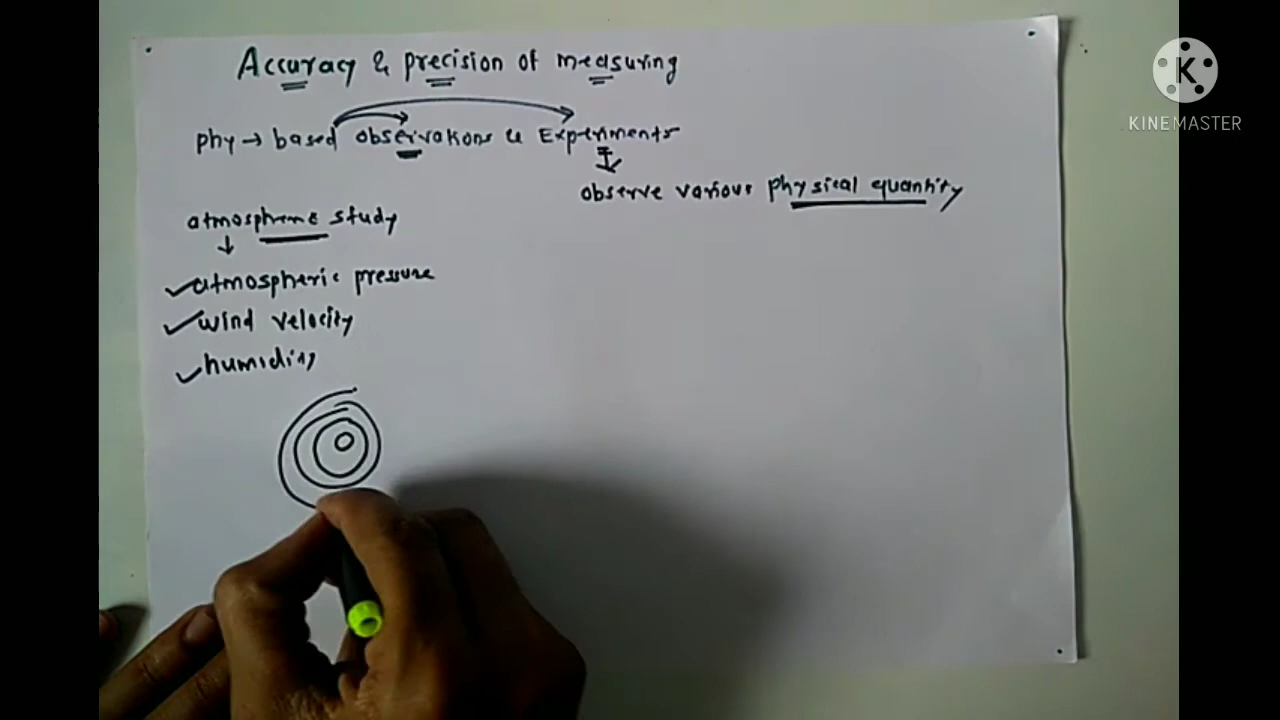 Accuracy & precision of measuring
phy → based observations & Experiments
observe various physical quantity
atmosphere study
↓
✓atmospheric pressure
✓wind velocity
✓humidity
K
KINEMASTER